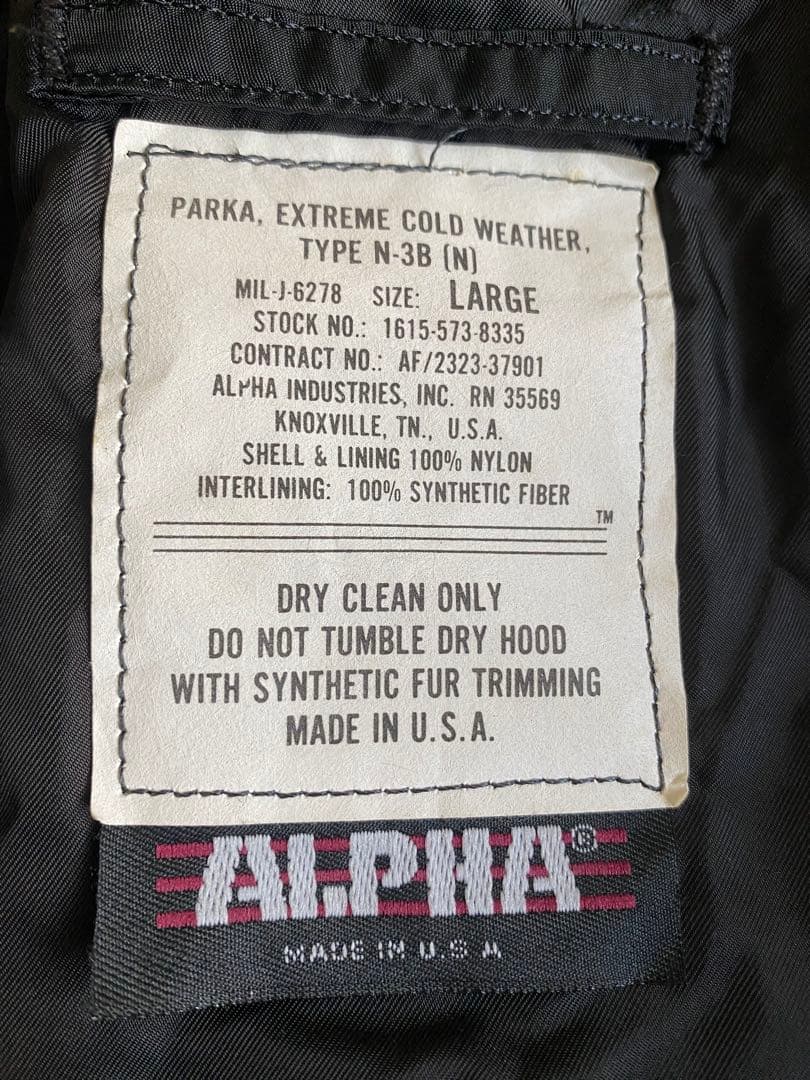 PARKA, EXTREME COLD WEATHER,
TYPE N-3B (N)
MIL-J-6278 SIZE: LARGE
STOCK NO.: 1615-573-8335
CONTRACT NO.: AF/2323-37901
ALPHA INDUSTRIES, INC. RN 35569
KNOXVILLE, TN., U.S.A.
SHELL & LINING 100% NYLON
INTERLINING: 100% SYNTHETIC FIBER
TM
DRY CLEAN ONLY
DO NOT TUMBLE DRY HOOD
WITH SYNTHETIC FUR TRIMMING
MADE IN U.S.A.
ALPHA®
MADE IN U.S A